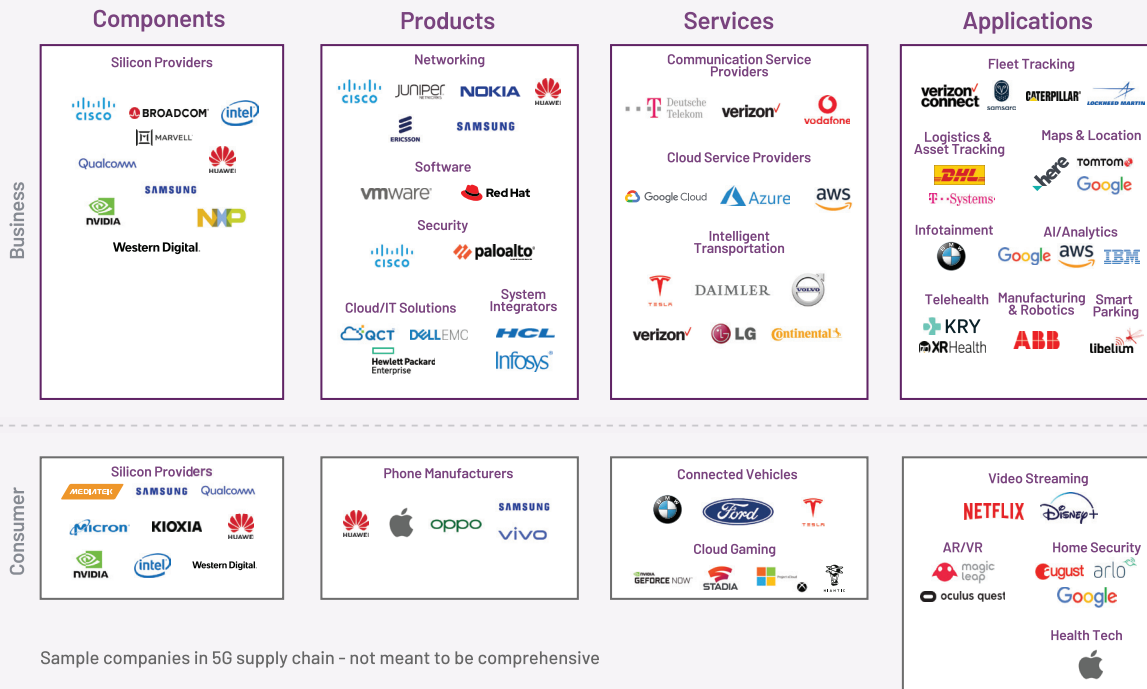 Components
Products
Services
Applications
Business
Silicon Providers
CISCO
BROADCOM
intel
MARVELL
Qualcomm
HUAWEI
SAMSUNG
NVIDIA
NXP
Western Digital.
Networking
CISCO
JUNIPER
NETWORKS
NOKIA
HUAWEI
ERICSSON
SAMSUNG
Software
vmware
Red Hat
Security
CISCO
paloalto
Cloud/IT Solutions
QCT
DELLEMC
Hewlett Packard
Enterprise
System
Integrators
HCL
Infosys
Communication Service
Providers
Deutsche
Telekom
verizon
vodafone
Cloud Service Providers
Google Cloud
Azure
aws
Intelligent
Transportation
TESLA
DAIMLER
VOLVO
verizon
LG
Continental
Fleet Tracking
verizon
connect
samsara
CATERPILLAR
LOCKHEED MARTIN
Logistics &
Asset Tracking
DHL
T··Systems·
Maps & Location
here
TOMTOM
Google
Infotainment
BMW
AI/Analytics
Google
aws
IBM
Telehealth
KRY
XRHealth
Manufacturing
& Robotics
ABB
Smart
Parking
libelium
Consumer
Silicon Providers
MEDIATEK
SAMSUNG
Qualcomm
Micron
KIOXIA
HUAWEI
NVIDIA
intel
Western Digital.
Phone Manufacturers
HUAWEI
oppo
SAMSUNG
vivo
Connected Vehicles
BMW
Ford
TESLA
Cloud Gaming
NVIDIA
GEFORCE NOW
STADIA
NIANTIC
Video Streaming
NETFLIX
Disney+
AR/VR
magic
leap
oculus quest
Home Security
august
arlo
Google
Health Tech
Sample companies in 5G supply chain - not meant to be comprehensive